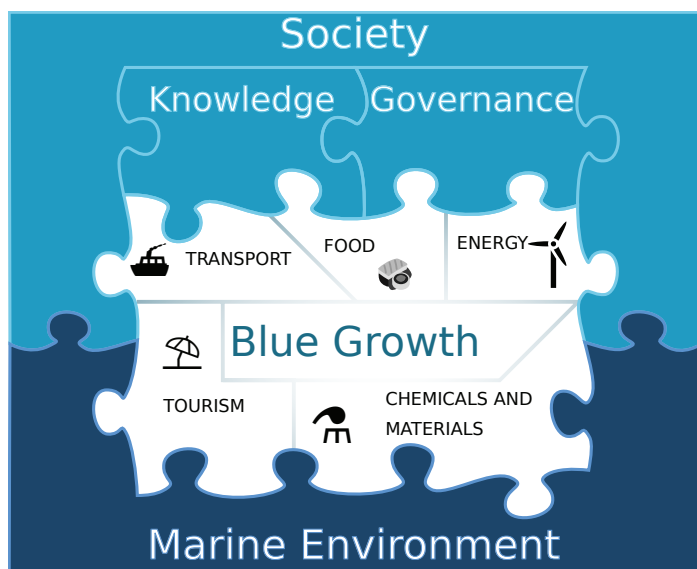 Society
Knowledge
Governance
TRANSPORT
FOOD
ENERGY
Blue Growth
TOURISM
CHEMICALS AND
MATERIALS
Marine Environment